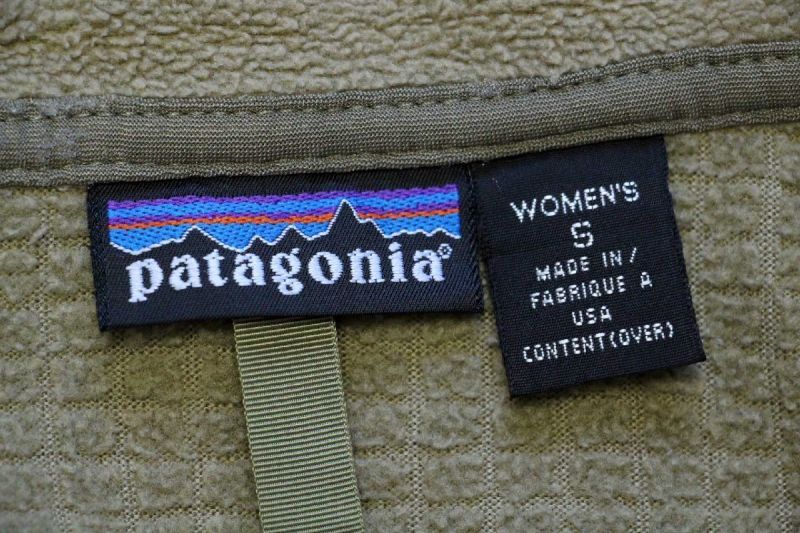 patagonia®
WOMEN'S
S
MADE IN/
FABRIQUE A
USA
CONTENT(OVER)